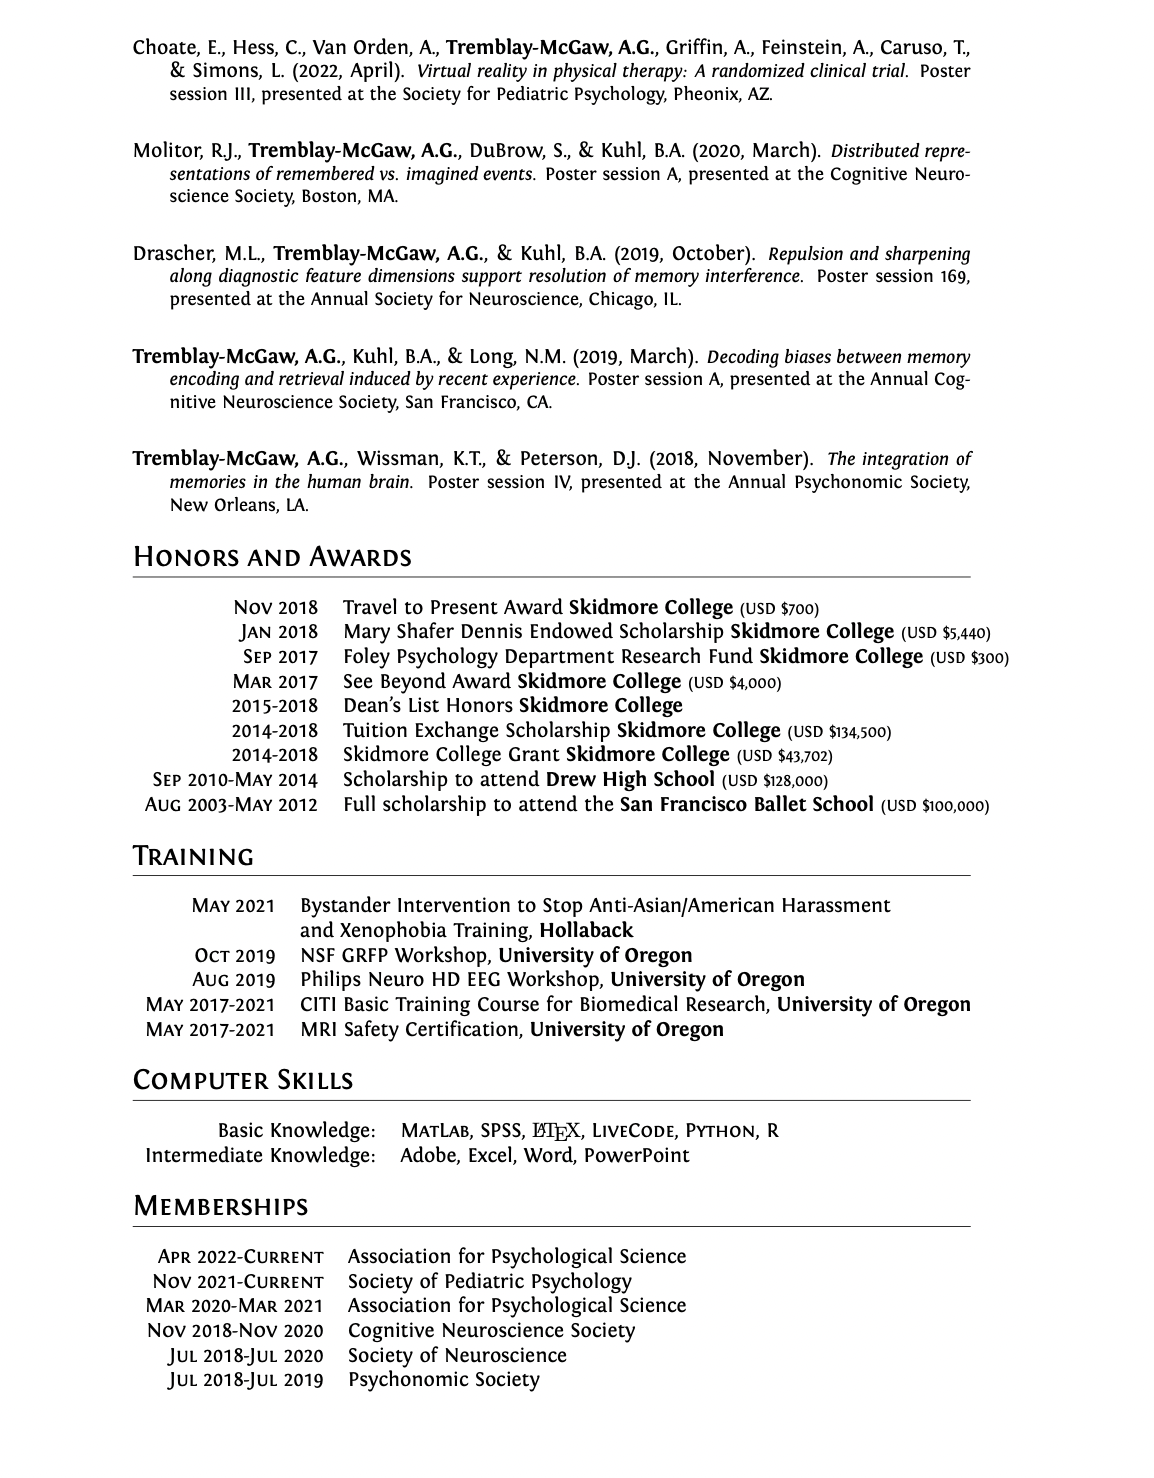 Choate, E., Hess, C., Van Orden, A., Tremblay-McGaw, A.G., Griffin, A., Feinstein, A., Caruso, T.,
& Simons, L. (2022, April). Virtual reality in physical therapy: A randomized clinical trial. Poster
session III, presented at the Society for Pediatric Psychology, Pheonix, AZ.
Molitor, R.J., Tremblay-McGaw, A.G., DuBrow, S., & Kuhl, B.A. (2020, March). Distributed repre-
sentations of remembered vs. imagined events. Poster session A, presented at the Cognitive Neuro-
science Society, Boston, MA.
Drascher, M.L., Tremblay-McGaw, A.G., & Kuhl, B.A. (2019, October). Repulsion and sharpening
along diagnostic feature dimensions support resolution of memory interference. Poster session 169,
presented at the Annual Society for Neuroscience, Chicago, IL.
Tremblay-McGaw, A.G., Kuhl, B.A., & Long, N.M. (2019, March). Decoding biases between memory
encoding and retrieval induced by recent experience. Poster session A, presented at the Annual Cog-
nitive Neuroscience Society, San Francisco, CA.
Tremblay-McGaw, A.G., Wissman, K.T., & Peterson, D.J. (2018, November). The integration of
memories in the human brain. Poster session IV, presented at the Annual Psychonomic Society,
New Orleans, LA.
Honors and Awards
Nov 2018 Travel to Present Award Skidmore College (USD $700)
Jan 2018 Mary Shafer Dennis Endowed Scholarship Skidmore College (USD $5,440)
Sep 2017 Foley Psychology Department Research Fund Skidmore College (USD $300)
Mar 2017 See Beyond Award Skidmore College (USD $4,000)
2015-2018 Dean's List Honors Skidmore College
2014-2018 Tuition Exchange Scholarship Skidmore College (USD $134,500)
2014-2018 Skidmore College Grant Skidmore College (USD $43,702)
Sep 2010-May 2014 Scholarship to attend Drew High School (USD $128,000)
Aug 2003-May 2012 Full scholarship to attend the San Francisco Ballet School (USD $100,000)
Training
May 2021 Bystander Intervention to Stop Anti-Asian/American Harassment
and Xenophobia Training, Hollaback
Oct 2019 NSF GRFP Workshop, University of Oregon
Aug 2019 Philips Neuro HD EEG Workshop, University of Oregon
May 2017-2021 CITI Basic Training Course for Biomedical Research, University of Oregon
May 2017-2021 MRI Safety Certification, University of Oregon
Computer Skills
Basic Knowledge: MatLab, SPSS, LATEX, LiveCode, Python, R
Intermediate Knowledge: Adobe, Excel, Word, PowerPoint
Memberships
Apr 2022-Current Association for Psychological Science
Nov 2021-Current Society of Pediatric Psychology
Mar 2020-Mar 2021 Association for Psychological Science
Nov 2018-Nov 2020 Cognitive Neuroscience Society
Jul 2018-Jul 2020 Society of Neuroscience
Jul 2018-Jul 2019 Psychonomic Society